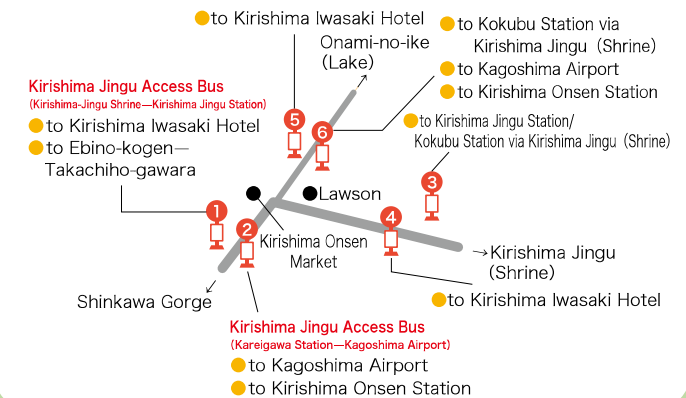 to Kirishima Iwasaki Hotel
Onami-no-ike
(Lake)
to Kokubu Station via
Kirishima Jingu (Shrine)
to Kagoshima Airport
to Kirishima Onsen Station
Kirishima Jingu Access Bus
(Kirishima-Jingu Shrine—Kirishima Jingu Station)
to Kirishima Iwasaki Hotel
to Ebino-kogen—
Takachiho-gawara
5
6
to Kirishima Jingu Station/
Kokubu Station via Kirishima Jingu (Shrine)
3
Lawson
1
2
4
Kirishima Onsen
Market
→Kirishima Jingu
(Shrine)
Shinkawa Gorge
to Kirishima Iwasaki Hotel
Kirishima Jingu Access Bus
(Kareigawa Station—Kagoshima Airport)
to Kagoshima Airport
to Kirishima Onsen Station